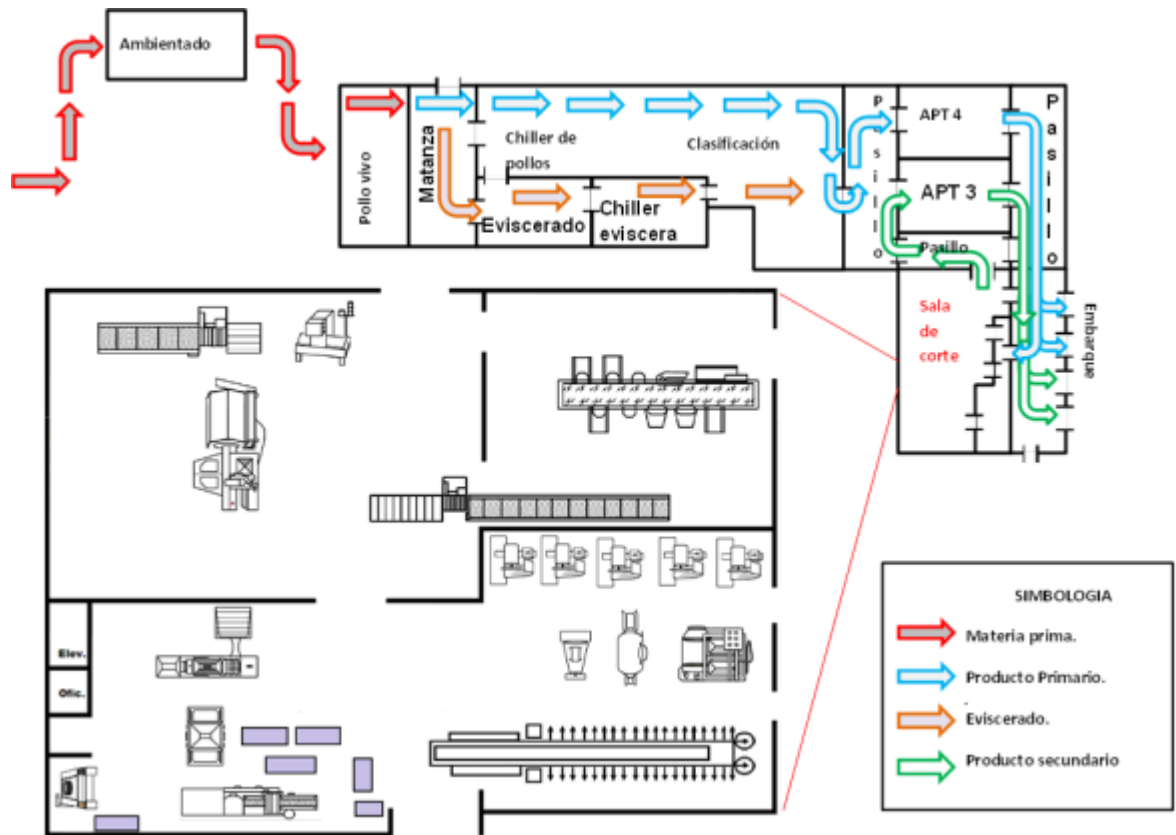 Ambientado
Pollo vivo
Matanza
Chiller de
pollos
Clasificación
Eviscerado
Chiller
eviscera
Pasillo
APT 4
APT 3
Pasillo
Pasillo
Sala
de
corte
Embarque
Elev.
Ofic.
SIMBOLOGIA
Materia prima.
Producto Primario.
.
Eviscerado.
Producto secundario